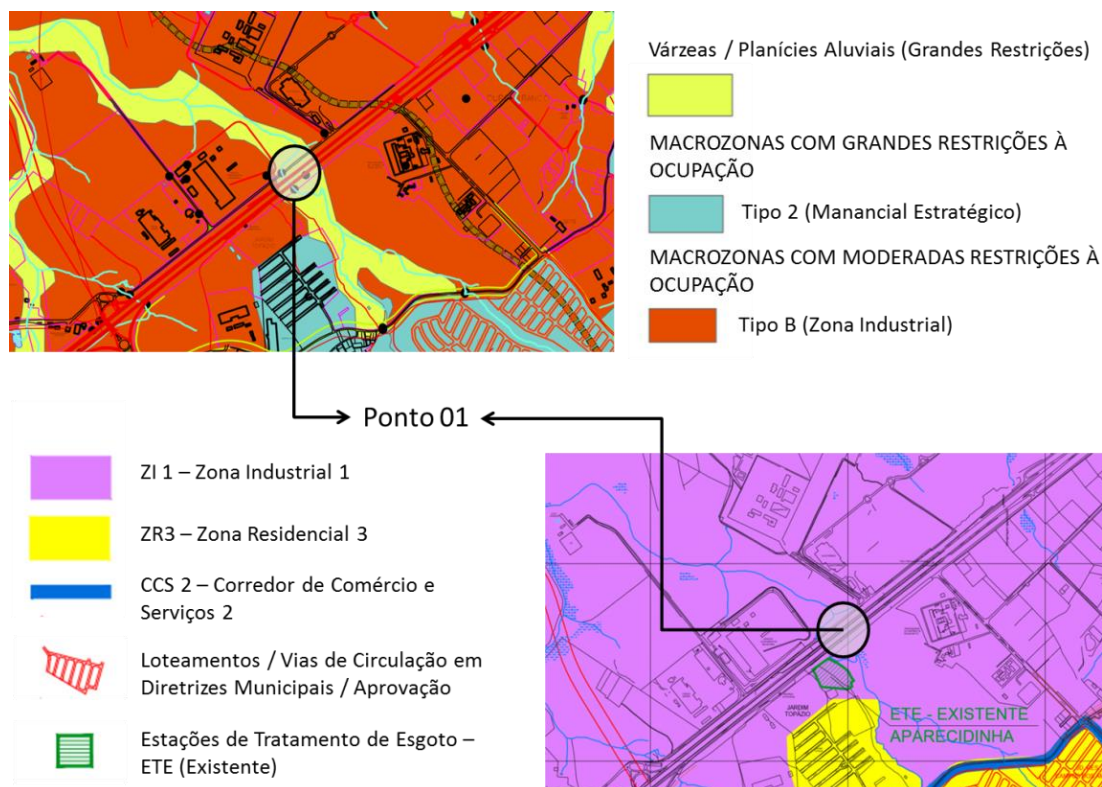 Várzeas / Planícies Aluviais (Grandes Restrições)
MACROZONAS COM GRANDES RESTRIÇÕES À
OCUPAÇÃO
Tipo 2 (Manancial Estratégico)
MACROZONAS COM MODERADAS RESTRIÇÕES À
OCUPAÇÃO
Tipo B (Zona Industrial)
Ponto 01
ZI 1 – Zona Industrial 1
ZR3 – Zona Residencial 3
CCS 2 – Corredor de Comércio e
Serviços 2
Loteamentos / Vias de Circulação em
Diretrizes Municipais / Aprovação
Estações de Tratamento de Esgoto –
ETE (Existente)
JARDIM
TOPÁZIO
ETE - EXISTENTE
APARECIDINHA